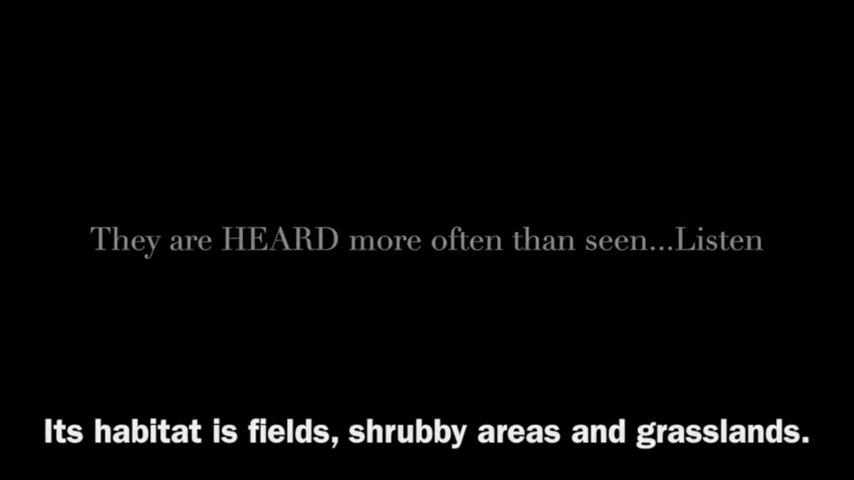 They are HEARD more often than seen...Listen
Its habitat is fields, shrubby areas and grasslands.